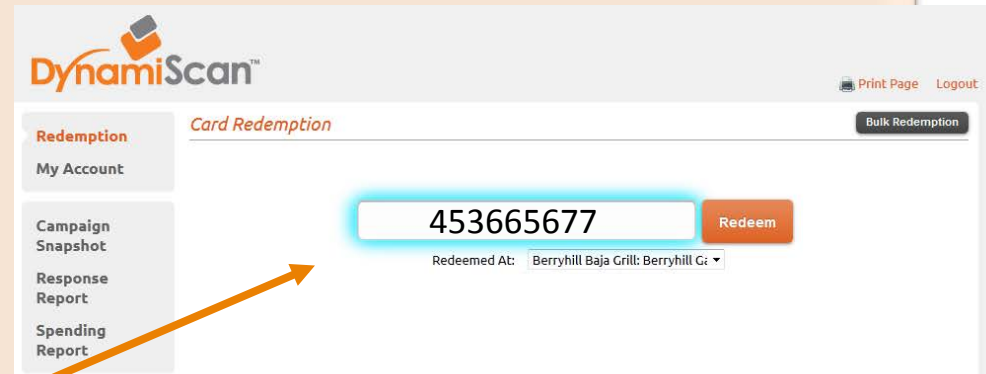 DynamiScan™
Print Page Logout
Redemption
My Account
Campaign
Snapshot
Response
Report
Spending
Report
Card Redemption
Bulk Redemption
453665677
Redeem
Redeemed At: Berryhill Baja Grill: Berryhill